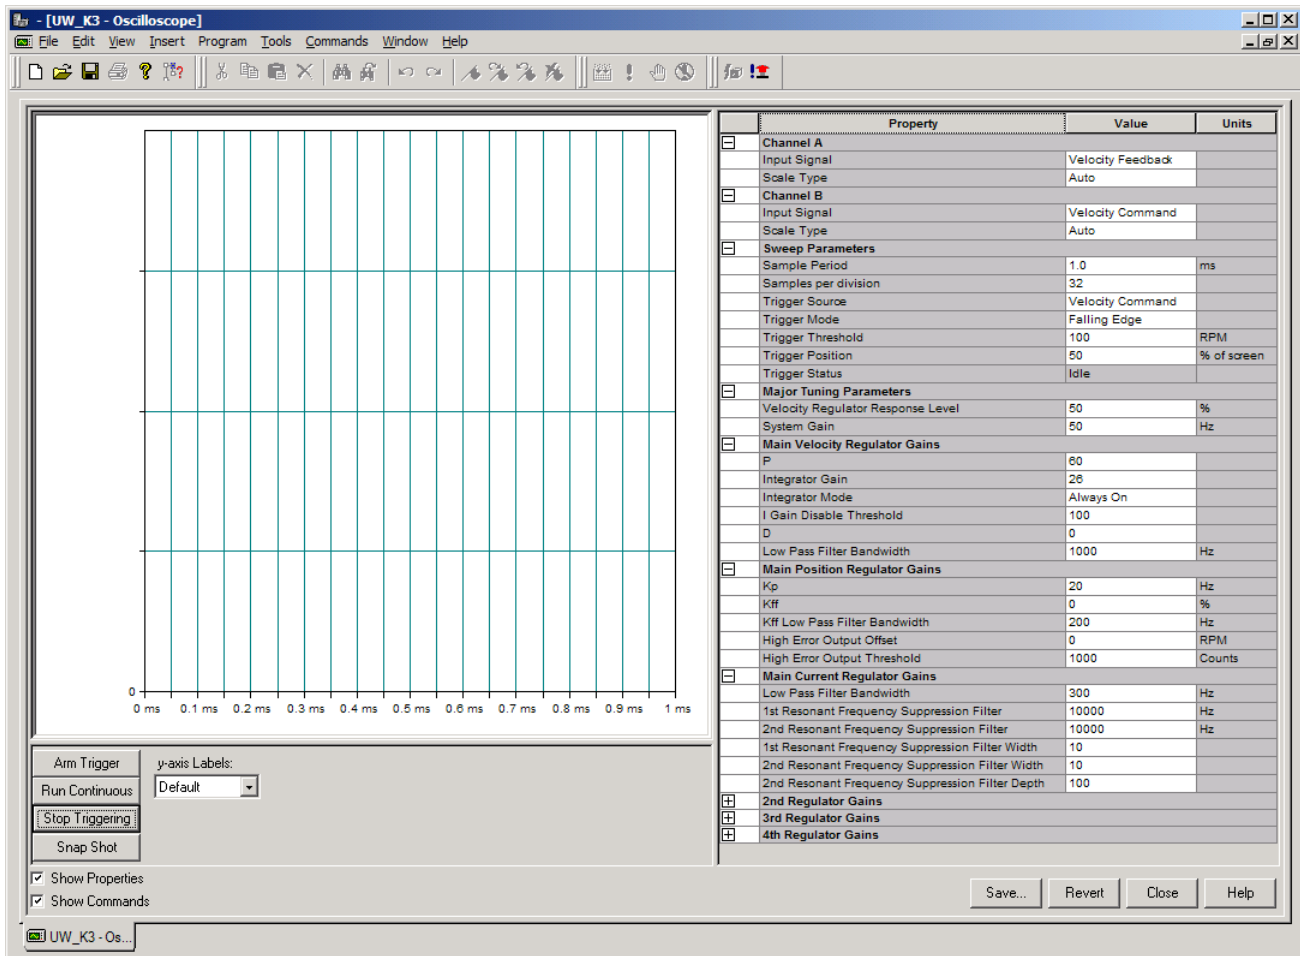 - [UW_K3 - Oscilloscope]
File Edit View Insert Program Tools Commands Window Help
Property Value Units
Channel A
Input Signal Velocity Feedback
Scale Type Auto
Channel B
Input Signal Velocity Command
Scale Type Auto
Sweep Parameters
Sample Period 1.0 ms
Samples per division 32
Trigger Source Velocity Command
Trigger Mode Falling Edge
Trigger Threshold 100 RPM
Trigger Position 50 % of screen
Trigger Status Idle
Major Tuning Parameters
Velocity Regulator Response Level 50 %
System Gain 50 Hz
Main Velocity Regulator Gains
P 60
Integrator Gain 26
Integrator Mode Always On
I Gain Disable Threshold 100
D 0
Low Pass Filter Bandwidth 1000 Hz
Main Position Regulator Gains
Kp 20 Hz
Kff 0 %
Kff Low Pass Filter Bandwidth 200 Hz
High Error Output Offset 0 RPM
High Error Output Threshold 1000 Counts
Main Current Regulator Gains
Low Pass Filter Bandwidth 300 Hz
1st Resonant Frequency Suppression Filter 10000 Hz
2nd Resonant Frequency Suppression Filter 10000 Hz
1st Resonant Frequency Suppression Filter Width 10
2nd Resonant Frequency Suppression Filter Width 10
2nd Resonant Frequency Suppression Filter Depth 100
2nd Regulator Gains
3rd Regulator Gains
4th Regulator Gains
0
0 ms 0.1 ms 0.2 ms 0.3 ms 0.4 ms 0.5 ms 0.6 ms 0.7 ms 0.8 ms 0.9 ms 1 ms
Arm Trigger
Run Continuous
Stop Triggering
Snap Shot
y-axis Labels:
Default
Show Properties
Show Commands
Save... Revert Close Help
UW_K3 - Os...